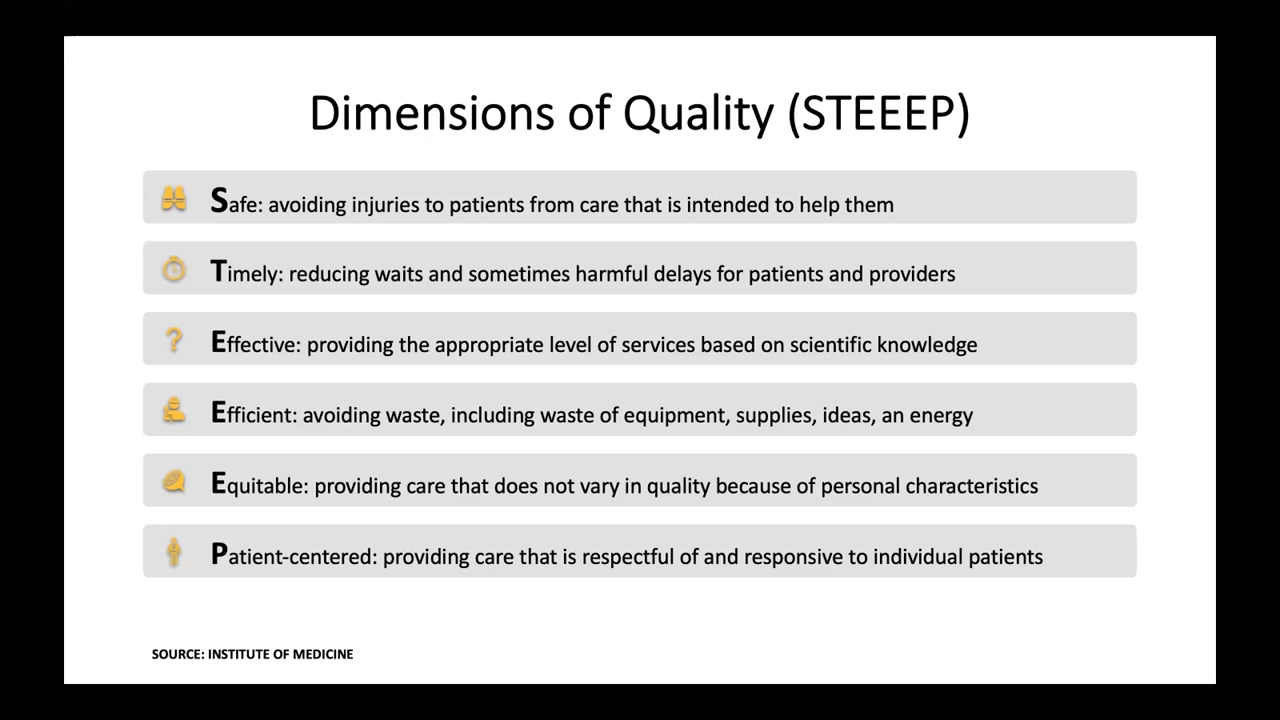 Dimensions of Quality (STEEEP)
Safe: avoiding injuries to patients from care that is intended to help them
Timely: reducing waits and sometimes harmful delays for patients and providers
Effective: providing the appropriate level of services based on scientific knowledge
Efficient: avoiding waste, including waste of equipment, supplies, ideas, an energy
Equitable: providing care that does not vary in quality because of personal characteristics
Patient-centered: providing care that is respectful of and responsive to individual patients
SOURCE: INSTITUTE OF MEDICINE